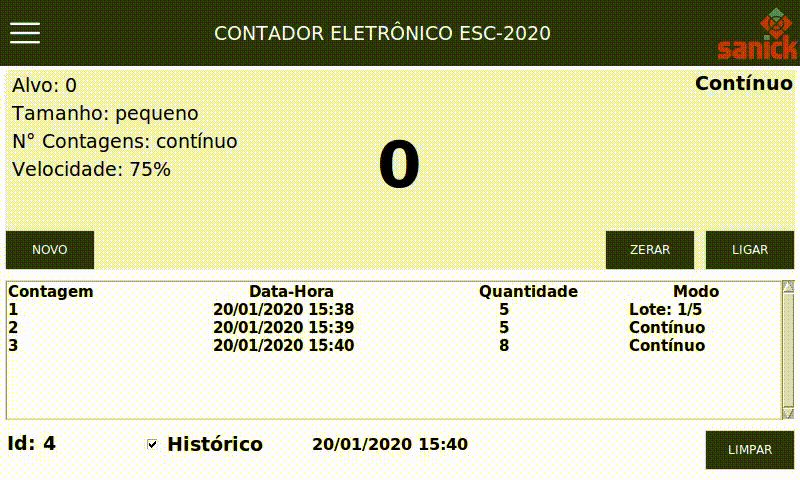 CONTADOR ELETRÔNICO ESC-2020
sanick
Alvo: 0
Contínuo
Tamanho: pequeno
N° Contagens: contínuo
Velocidade: 75%
0
NOVO
ZERAR
LIGAR
Contagem Data-Hora Quantidade Modo
1 20/01/2020 15:38 5 Lote: 1/5
2 20/01/2020 15:39 5 Contínuo
3 20/01/2020 15:40 8 Contínuo
Id: 4
Histórico
20/01/2020 15:40
LIMPAR